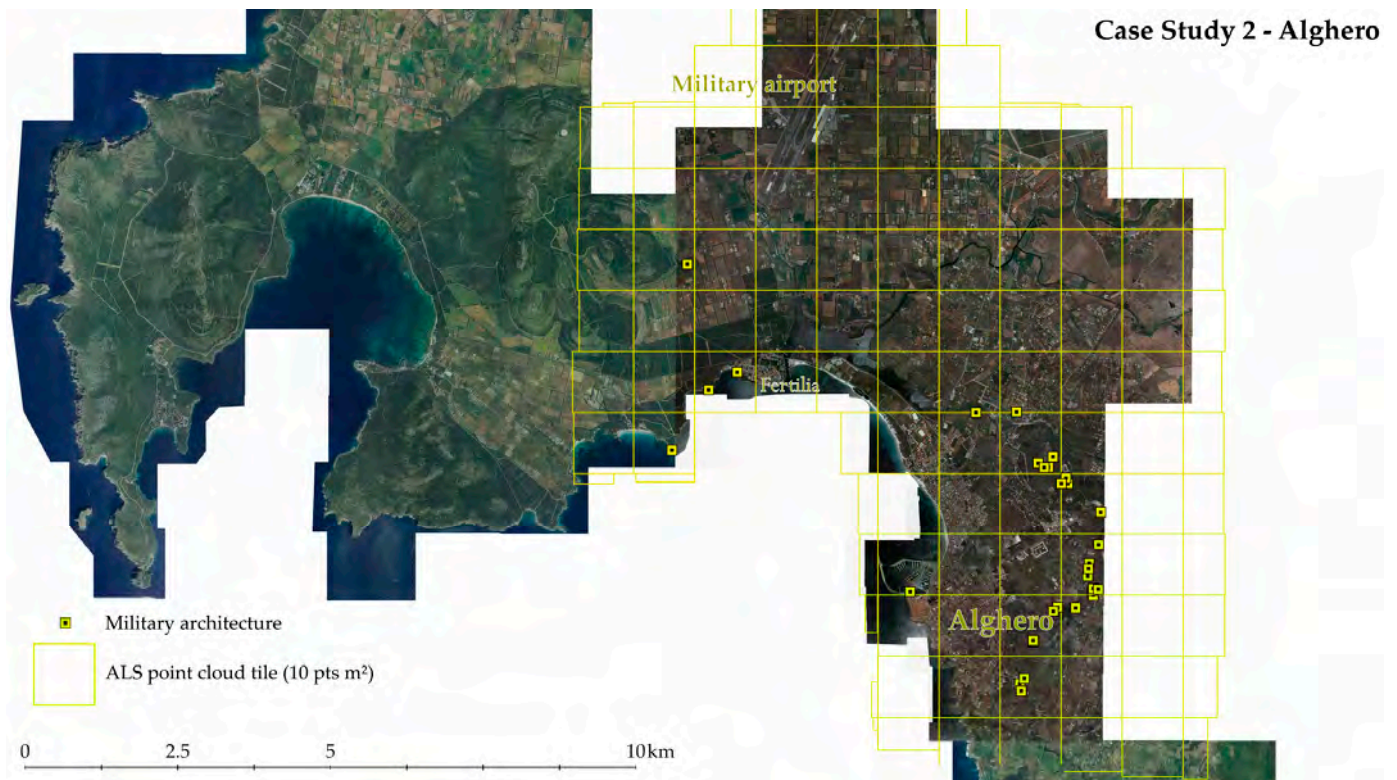 Case Study 2 - Alghero
Military airport
Fertilia
Alghero
Military architecture
ALS point cloud tile (10 pts m²)
0 2.5 5 10km